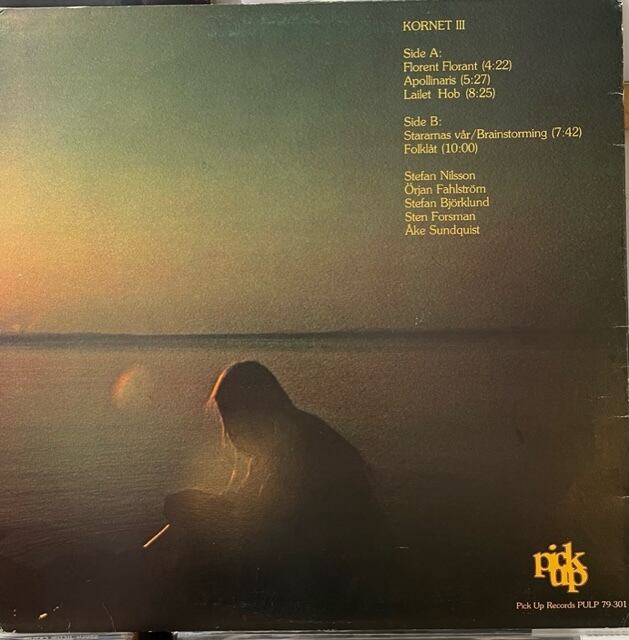 KORNET III
Side A:
Florent Florant (4:22)
Apollinaris (5:27)
Lailet Hob (8:25)
Side B:
Stararnas vår/Brainstorming (7:42)
Folklåt (10:00)
Stefan Nilsson
Örjan Fahlström
Stefan Björklund
Sten Forsman
Åke Sundquist
pick
up
Pick Up Records PULP 79-301